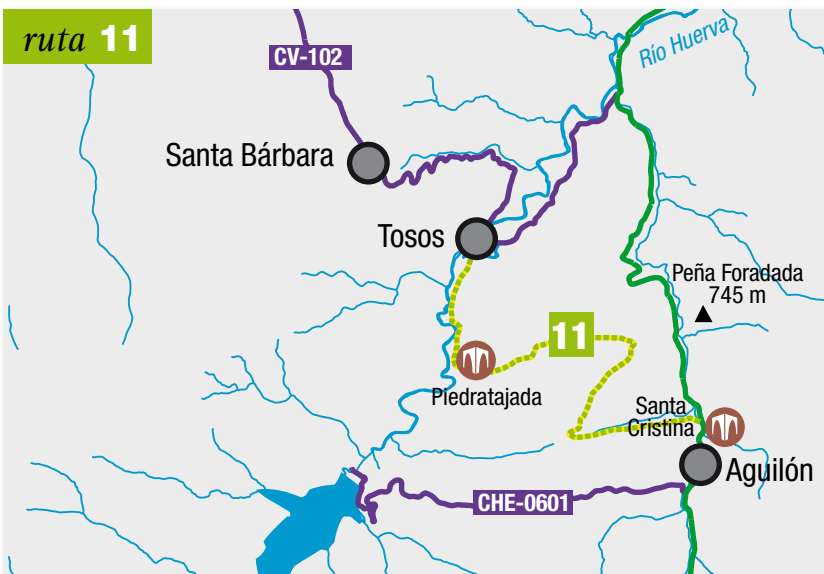 ruta 11
Río Huerva
CV-102
Santa Bárbara
Tosos
Peña Foradada
745 m
11
Piedratajada
Santa
Cristina
Aguilón
CHE-0601